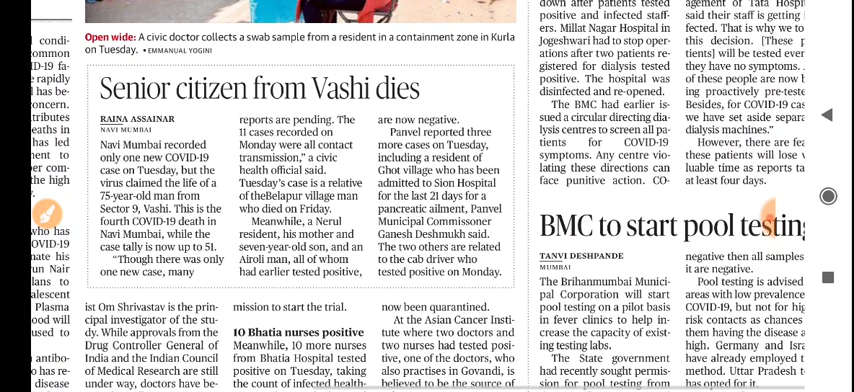 Open wide: A civic doctor collects a swab sample from a resident in a containment zone in Kurla
on Tuesday. • EMMANUAL YOGINI
l condi-
common
ID-19 fa-
e rapidly
l has be-
concern.
tributes
eaths in
has led
ment to
per com-
the high
who has
OVID-19
nate his
run Nair
lans to
alescent
Plasma
ood will
used to
antibo-
o has re-
disease
Senior citizen from Vashi dies
RAINA ASSAINAR
NAVI MUMBAI
Navi Mumbai recorded
only one new COVID-19
case on Tuesday, but the
virus claimed the life of a
75-year-old man from
Sector 9, Vashi. This is the
fourth COVID-19 death in
Navi Mumbai, while the
case tally is now up to 51.
“Though there was only
one new case, many
reports are pending. The
11 cases recorded on
Monday were all contact
transmission,” a civic
health official said.
Tuesday’s case is a relative
of theBelapur village man
who died on Friday.
Meanwhile, a Nerul
resident, his mother and
seven-year-old son, and an
Airoli man, all of whom
had earlier tested positive,
are now negative.
Panvel reported three
more cases on Tuesday,
including a resident of
Ghot village who has been
admitted to Sion Hospital
for the last 21 days for a
pancreatic ailment, Panvel
Municipal Commissoner
Ganesh Deshmukh said.
The two others are related
to the cab driver who
tested positive on Monday.
ist Om Shrivastav is the prin-
cipal investigator of the stu-
dy. While approvals from the
Drug Controller General of
India and the Indian Council
of Medical Research are still
under way, doctors have be-
mission to start the trial.
10 Bhatia nurses positive
Meanwhile, 10 more nurses
from Bhatia Hospital tested
positive on Tuesday, taking
the count of infected health-
now been quarantined.
At the Asian Cancer Insti-
tute where two doctors and
two nurses had tested posi-
tive, one of the doctors, who
also practises in Govandi, is
believed to be the source of
down after patients tested
positive and infected staff-
ers. Millat Nagar Hospital in
Jogeshwari had to stop oper-
ations after two patients re-
gistered for dialysis tested
positive. The hospital was
disinfected and re-opened.
The BMC had earlier is-
sued a circular directing dia-
lysis centres to screen all pa-
tients for COVID-19
symptoms. Any centre vio-
lating these directions can
face punitive action. CO-
agement of Tata Hospit
said their staff is getting i
fected. That is why we to
this decision. [These p
tients] will be tested ever
they have no symptoms.
of these people are now b
ing proactively pre-teste
Besides, for COVID-19 cas
we have set aside separa
dialysis machines.”
However, there are fea
these patients will lose v
luable time as reports ta
at least four days.
BMC to start pool testing
TANVI DESHPANDE
MUMBAI
The Brihanmumbai Munici-
pal Corporation will start
pool testing on a pilot basis
in fever clinics to help in-
crease the capacity of exist-
ing testing labs.
The State government
had recently sought permis-
sion for pool testing from
negative then all samples
it are negative.
Pool testing is advised
areas with low prevalence
COVID-19, but not for hig
risk contacts as chances
them having the disease a
high. Germany and Isra
have already employed t
method. Uttar Pradesh t
has opted for it.